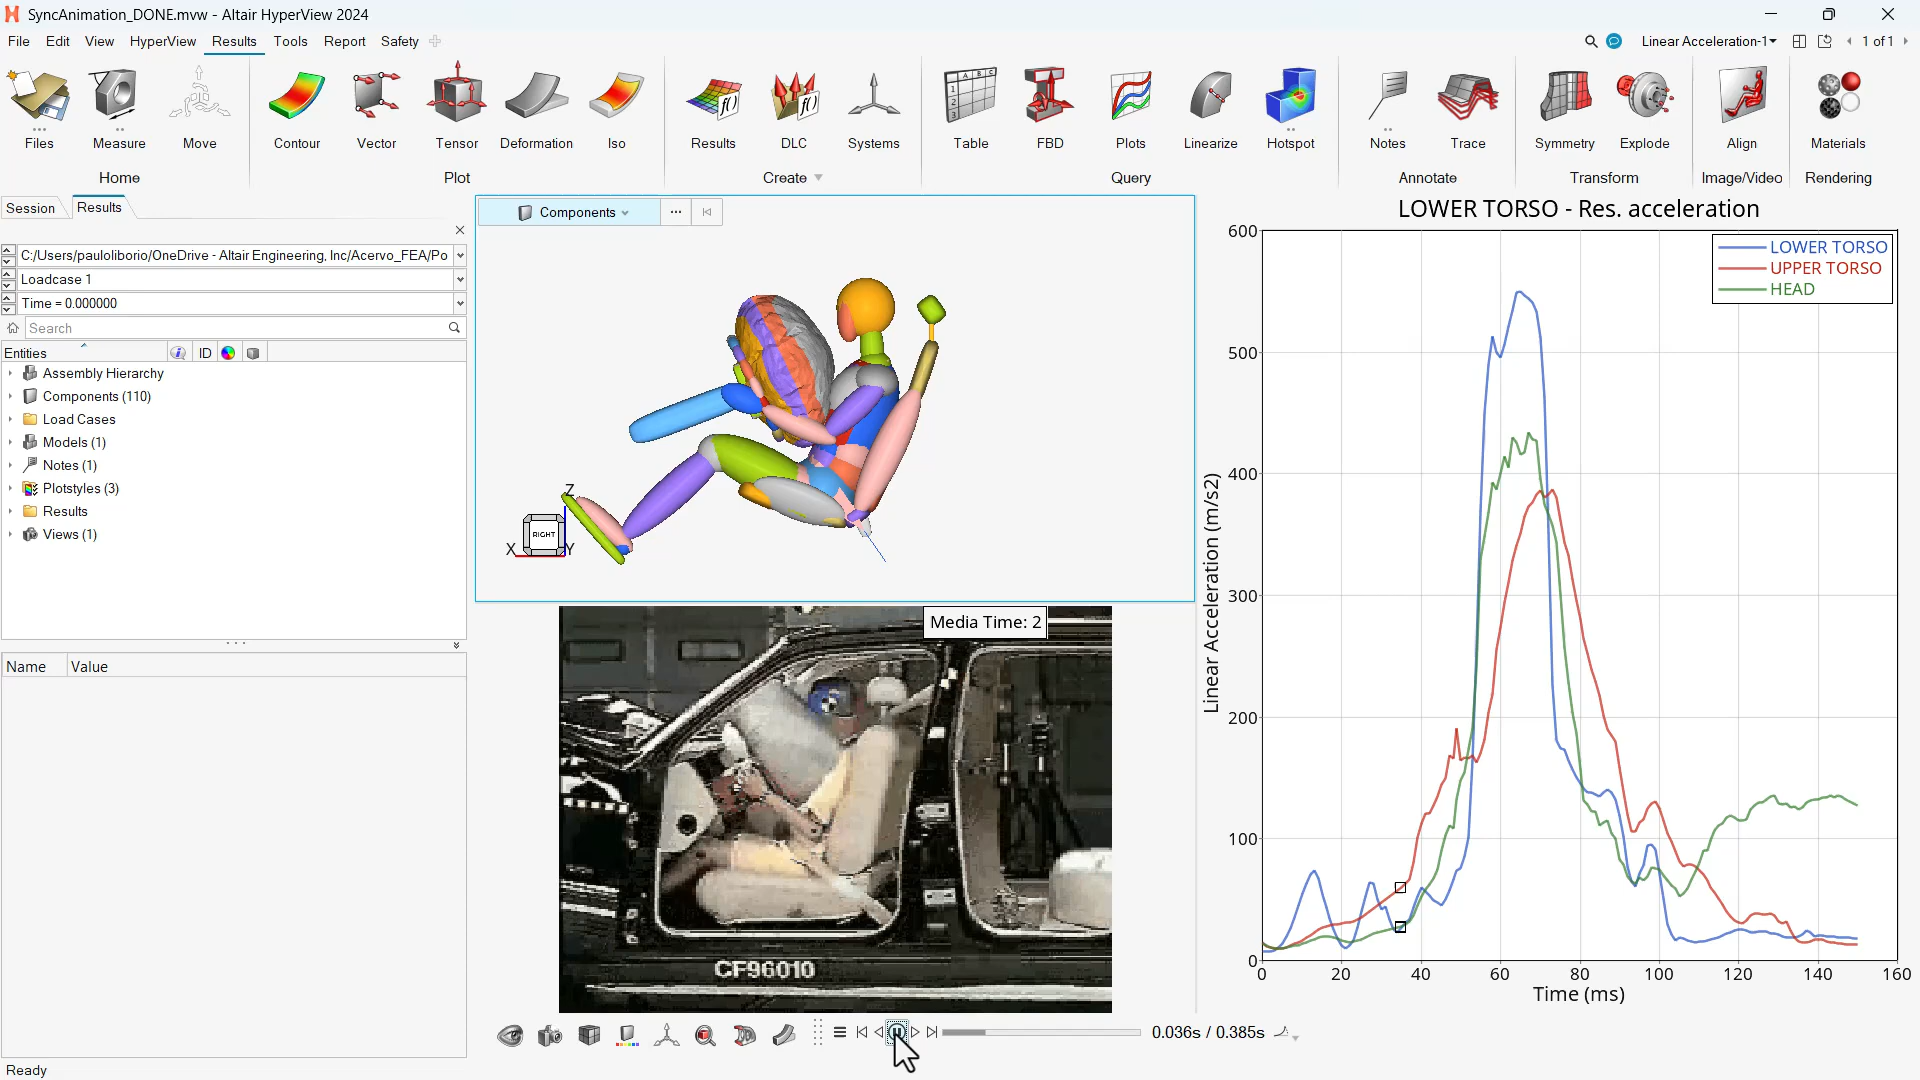 SyncAnimation_DONE.mvw - Altair HyperView 2024
File Edit View HyperView Results Tools Report Safety
Linear Acceleration-1
1 of 1
Files Measure Move Contour Vector Tensor Deformation Iso Results DLC Systems Table FBD Plots Linearize Hotspot Notes Trace Symmetry Explode Align Materials
Home Plot Create Query Annotate Transform Image/Video Rendering
Session Results
C:/Users/pauloliborio/OneDrive - Altair Engineering, Inc/Acervo_FEA/Po
Loadcase 1
Time = 0.000000
Search
Entities ID
Assembly Hierarchy
Components (110)
Load Cases
Models (1)
Notes (1)
Plotstyles (3)
Results
Views (1)
Name Value
Ready
Components
Z
RIGHT
X Y
Media Time: 2
CF96010
0.036s / 0.385s
LOWER TORSO - Res. acceleration
LOWER TORSO
UPPER TORSO
HEAD
Linear Acceleration (m/s2)
600
500
400
300
200
100
0
0 20 40 60 80 100 120 140 160
Time (ms)